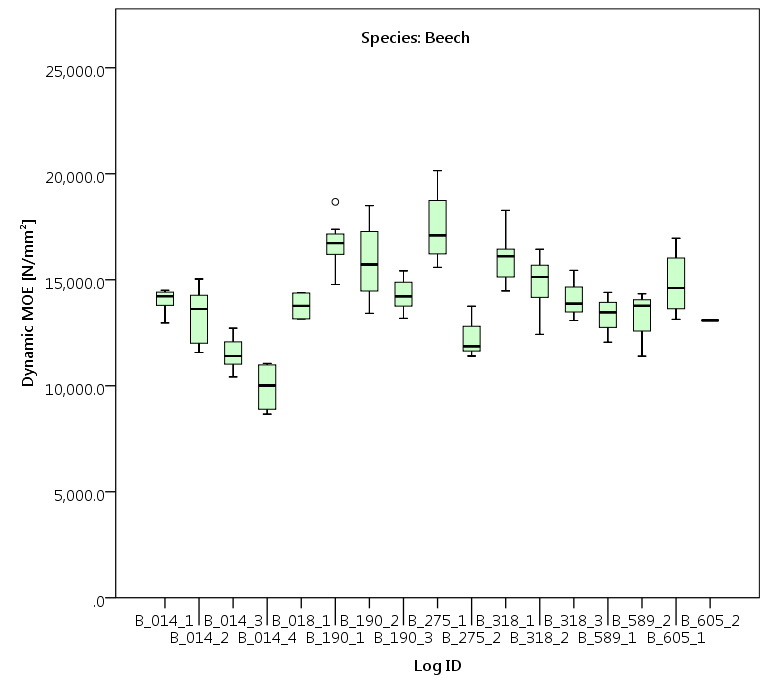 Species: Beech
25,000.0
20,000.0
15,000.0
10,000.0
5,000.0
.0
Dynamic MOE [N/mm²]
B_014_1 B_014_3 B_018_1 B_190_2 B_275_1 B_318_1 B_318_3 B_589_2 B_605_2
B_014_2 B_014_4 B_190_1 B_190_3 B_275_2 B_318_2 B_589_1 B_605_1
Log ID